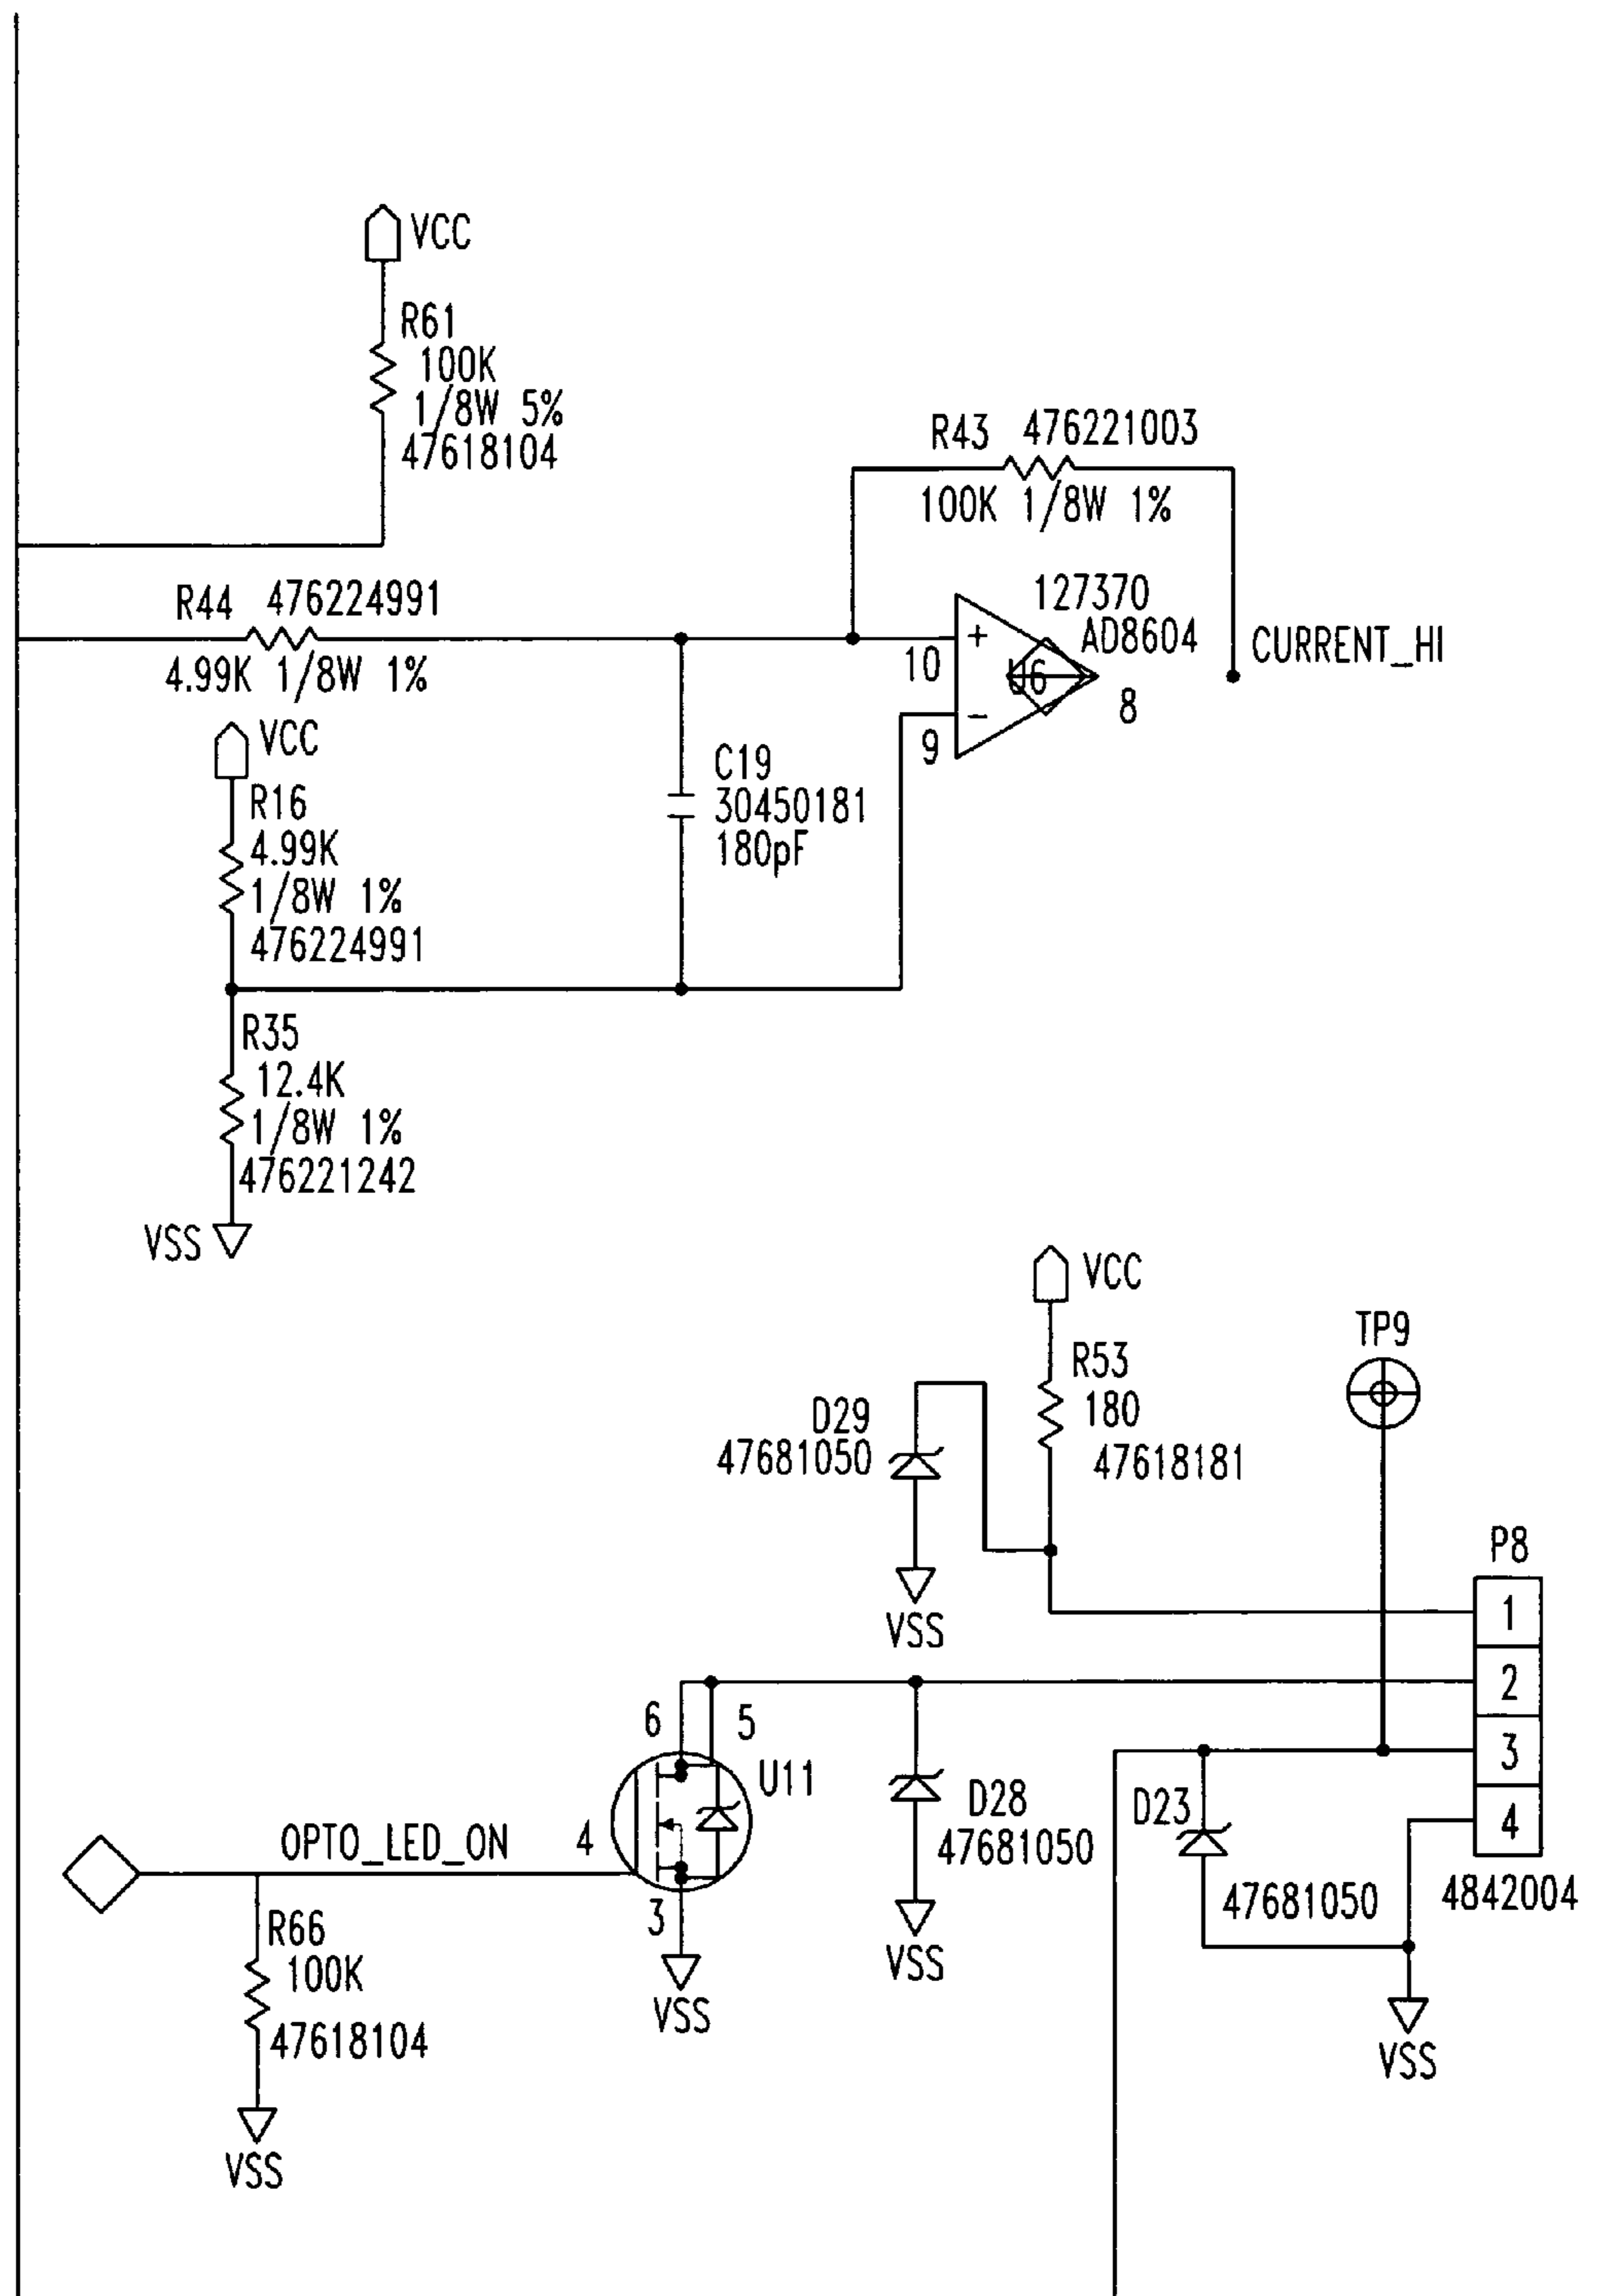 VCC
R61
100K
1/8W 5%
47618104
R43 476221003
100K 1/8W 1%
R44 476224991
4.99K 1/8W 1%
127370
AD8604
+
10
U6
8
-
9
CURRENT_HI
VCC
R16
4.99K
1/8W 1%
476224991
C19
30450181
180pF
R35
12.4K
1/8W 1%
476221242
VSS
VCC
R53
180
47618181
TP9
D29
47681050
VSS
P8
1
2
3
4
4842004
6
5
U11
4
3
VSS
OPTO_LED_ON
D28
47681050
VSS
D23
47681050
VSS
R66
100K
47618104
VSS